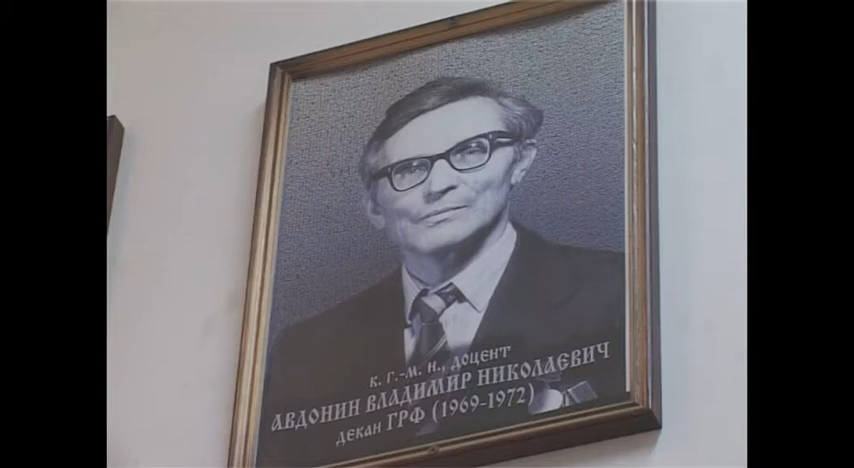 к. г.-м. н., доцент
АВДОНИН ВЛАДИМИР НИКОЛАЕВИЧ
декан ГРФ (1969-1972)